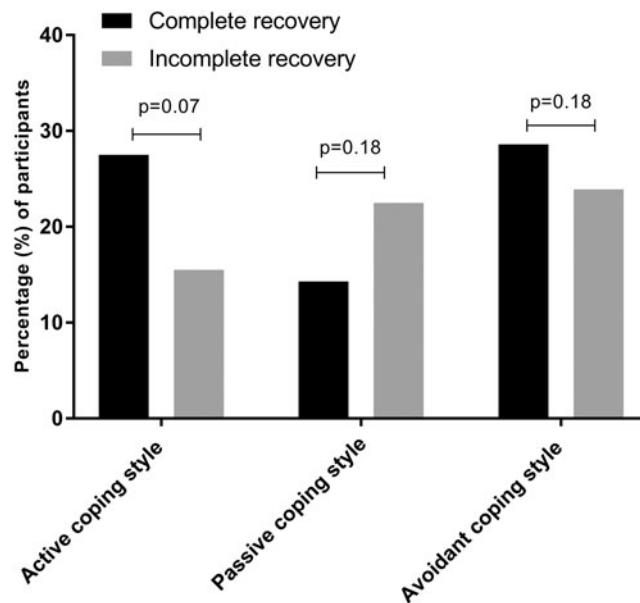 Complete recovery
Incomplete recovery
Percentage (%) of participants
40
30
20
10
0
p=0.07
p=0.18
p=0.18
Active coping style
Passive coping style
Avoidant coping style